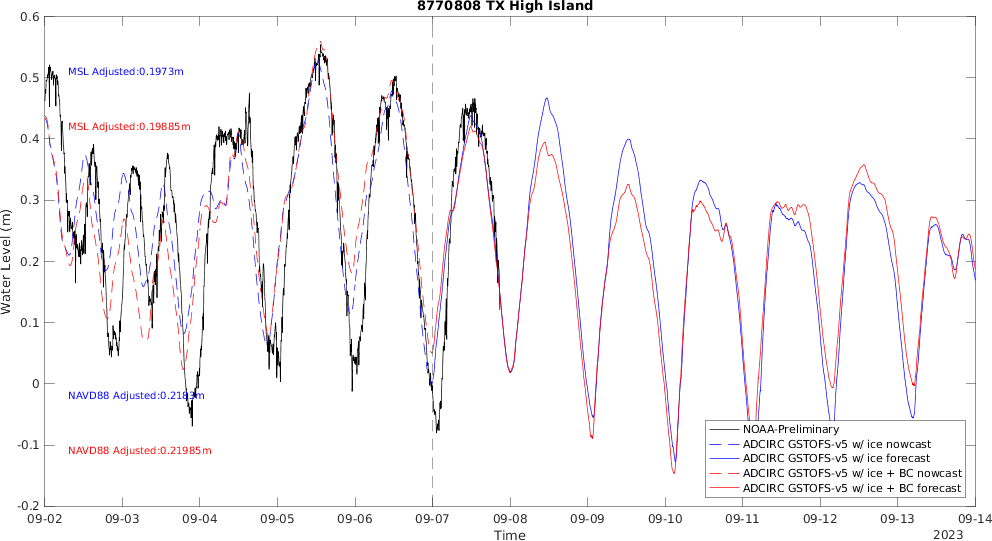 8770808 TX High Island
0.6
0.5
0.4
0.3
0.2
0.1
0
-0.1
-0.2
Water Level (m)
MSL Adjusted:0.1973m
MSL Adjusted:0.19885m
NAVD88 Adjusted:0.2183m
NAVD88 Adjusted:0.21985m
NOAA-Preliminary
ADCIRC GSTOFS-v5 w/ ice nowcast
ADCIRC GSTOFS-v5 w/ ice forecast
ADCIRC GSTOFS-v5 w/ ice + BC nowcast
ADCIRC GSTOFS-v5 w/ ice + BC forecast
09-02 09-03 09-04 09-05 09-06 09-07 09-08 09-09 09-10 09-11 09-12 09-13 09-14
Time
2023